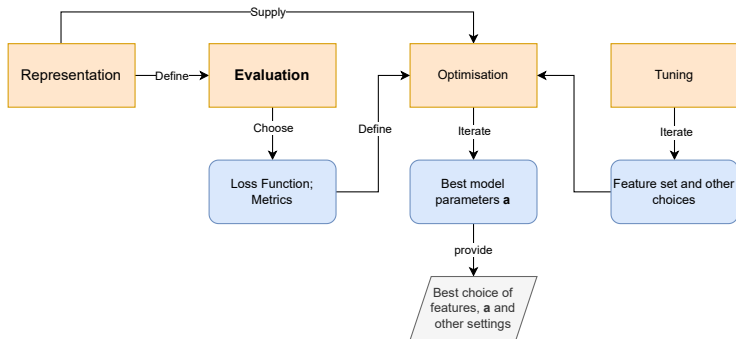 Supply
Representation
Define
Evaluation
Optimisation
Tuning
Choose
Define
Iterate
Iterate
Loss Function;
Metrics
Best model
parameters a
Feature set and other
choices
provide
Best choice of
features, a and
other settings